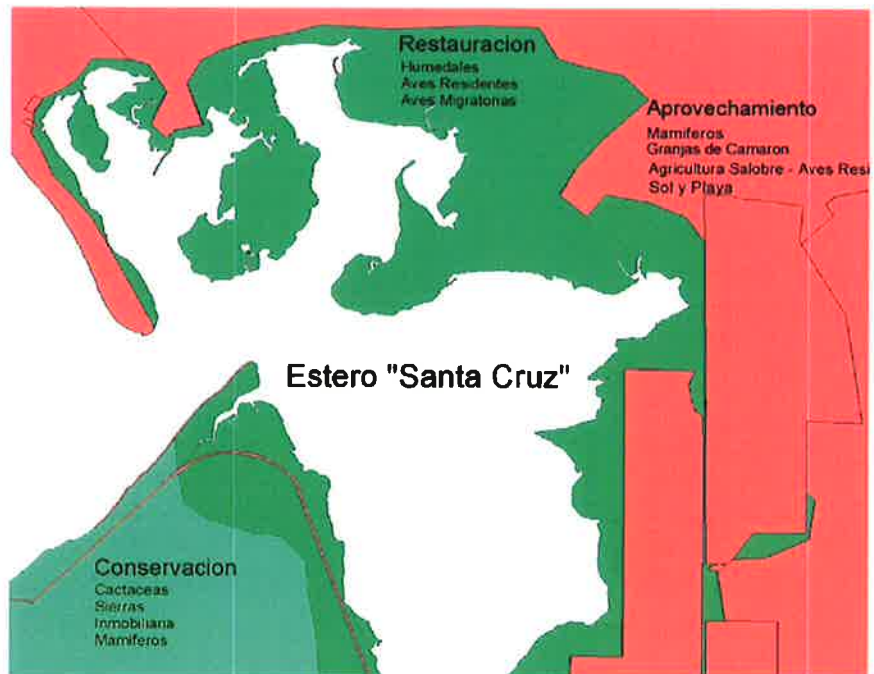 Restauracion
Humedales
Aves Residentes
Aves Migratorias
Aprovechamiento
Mamiferos
Granjas de Camaron
Agricultura Salobre - Aves Resi
Sol y Playa
Estero "Santa Cruz"
Conservacion
Cactaceas
Sierras
Inmobiliaria
Mamiferos